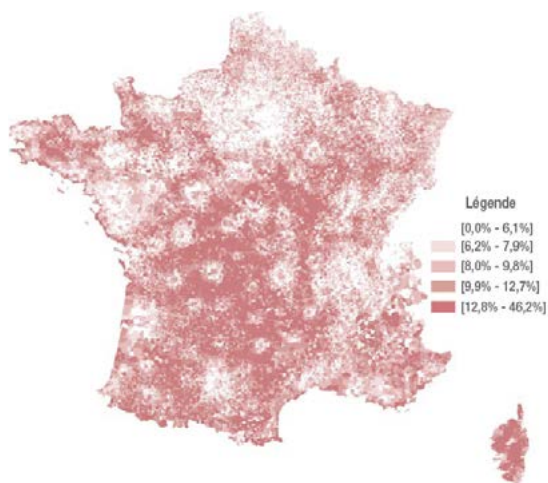 Légende
[0,0% - 6,1%]
[6,2% - 7,9%]
[8,0% - 9,8%]
[9,9% - 12,7%]
[12,8% - 46,2%]